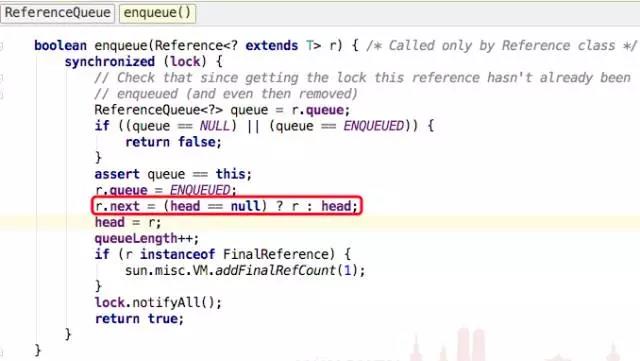 ReferenceQueue enqueue()
boolean enqueue(Reference<? extends T> r) { /* Called only by Reference class */
synchronized (lock) {
// Check that since getting the lock this reference hasn't already been
// enqueued (and even then removed)
ReferenceQueue<?> queue = r.queue;
if ((queue == NULL) || (queue == ENQUEUED)) {
return false;
}
assert queue == this;
r.queue = ENQUEUED;
r.next = (head == null) ? r : head;
head = r;
queueLength++;
if (r instanceof FinalReference) {
sun.misc.VM.addFinalRefCount(1);
}
lock.notifyAll();
return true;
}
}